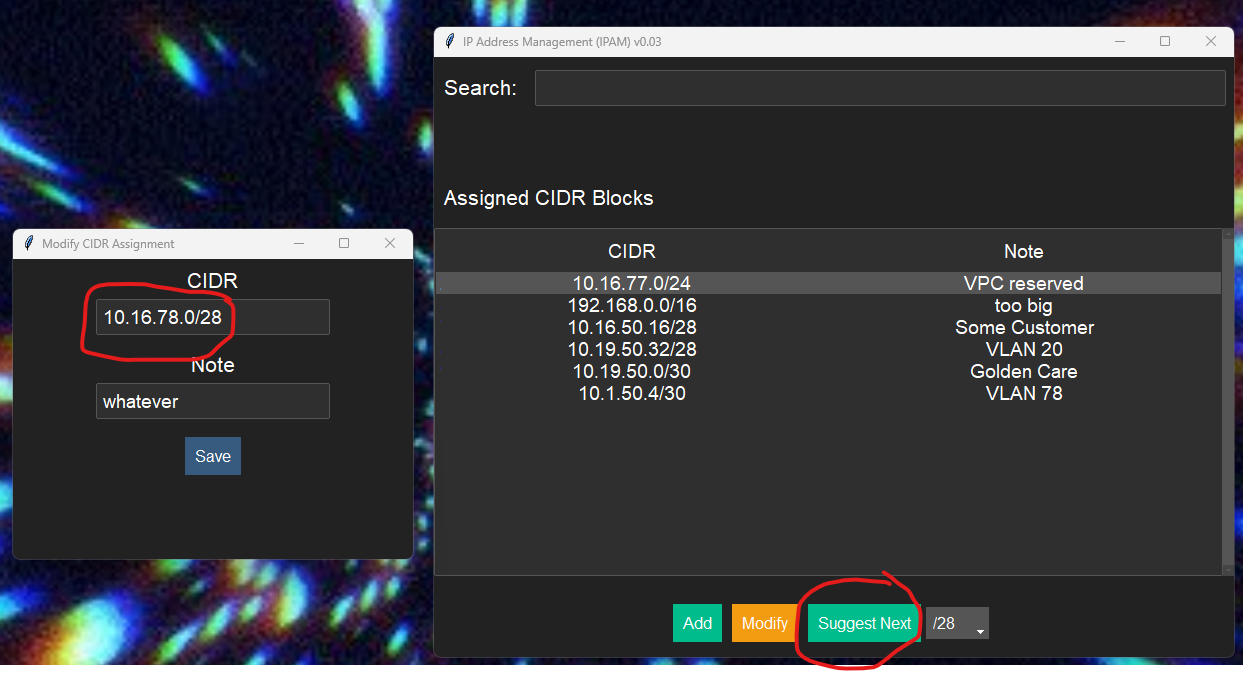 IP Address Management (IPAM) v0.03
Search:
Assigned CIDR Blocks
CIDR Note
10.16.77.0/24 VPC reserved
192.168.0.0/16 too big
10.16.50.16/28 Some Customer
10.19.50.32/28 VLAN 20
10.19.50.0/30 Golden Care
10.1.50.4/30 VLAN 78
Add Modify Suggest Next /28
Modify CIDR Assignment
CIDR
10.16.78.0/28
Note
whatever
Save